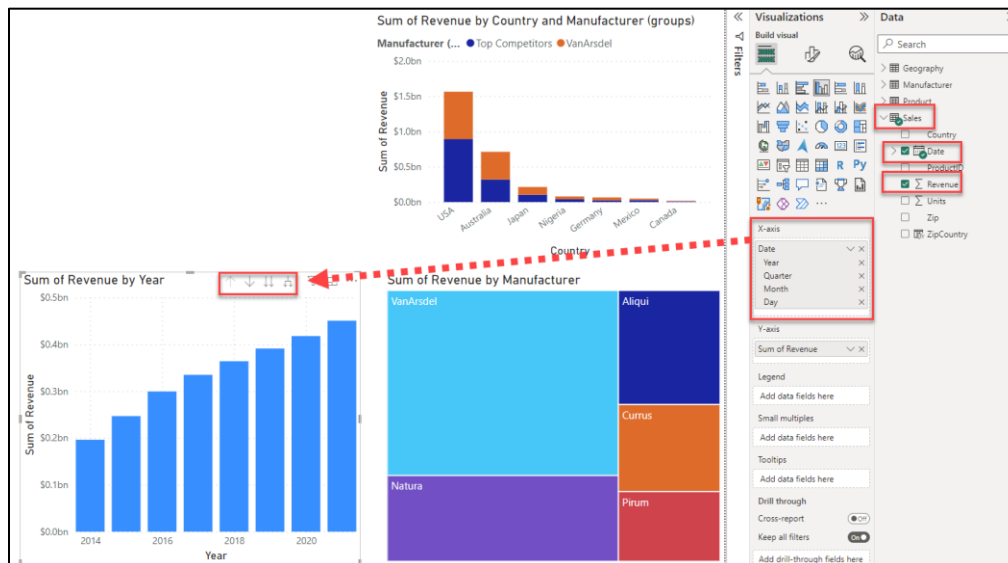 Sum of Revenue by Country and Manufacturer (groups)
Manufacturer (... Top Competitors VanArsdel
$2.0bn
$1.5bn
$1.0bn
$0.5bn
$0.0bn
Sum of Revenue
USA
Australia
Japan
Nigeria
Germany
Mexico
Canada
Country
Sum of Revenue by Year
$0.5bn
$0.4bn
$0.3bn
$0.2bn
$0.1bn
$0.0bn
Sum of Revenue
2014
2016
2018
2020
Year
Sum of Revenue by Manufacturer
VanArsdel
Aliqui
Currus
Natura
Pirum
Filters
Visualizations
Build visual
123
R
Py
X-axis
Date
Year
Quarter
Month
Day
Y-axis
Sum of Revenue
Legend
Add data fields here
Small multiples
Add data fields here
Tooltips
Add data fields here
Drill through
Cross-report
Off
Keep all filters
On
Add drill-through fields here
Data
Search
Geography
Manufacturer
Product
Sales
Country
Date
ProductID
Revenue
Units
Zip
ZipCountry